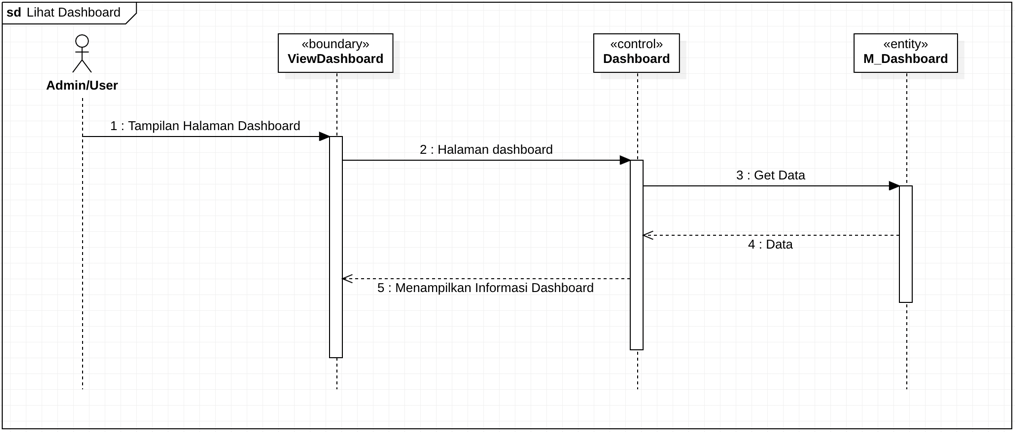 sd Lihat Dashboard
Admin/User
«boundary»
ViewDashboard
«control»
Dashboard
«entity»
M_Dashboard
1 : Tampilan Halaman Dashboard
2 : Halaman dashboard
3 : Get Data
4 : Data
5 : Menampilkan Informasi Dashboard